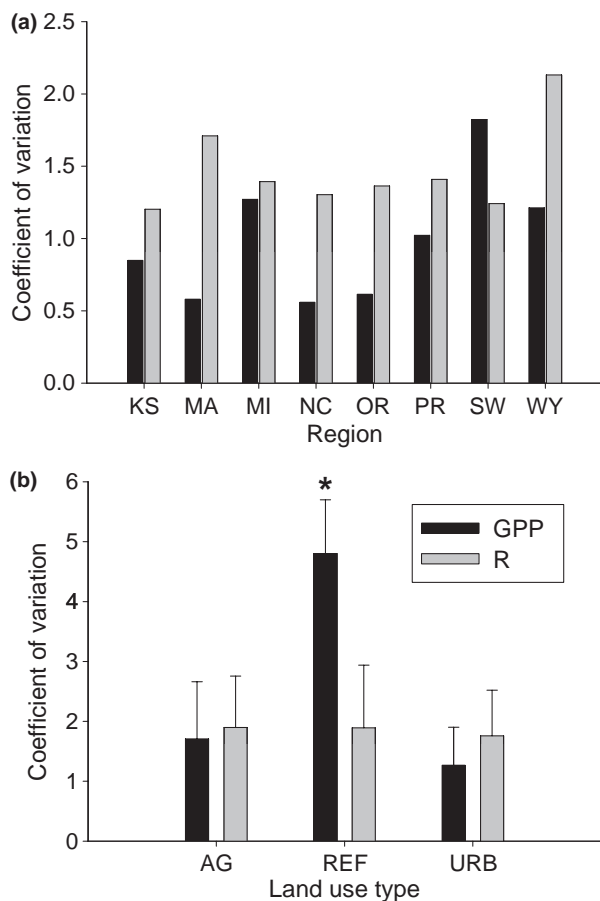 (a)
2.5
2.0
1.5
1.0
0.5
0.0
Coefficient of variation
KS MA MI NC OR PR SW WY
Region
(b)
6
5
4
3
2
1
0
Coefficient of variation
*
GPP
R
AG REF URB
Land use type